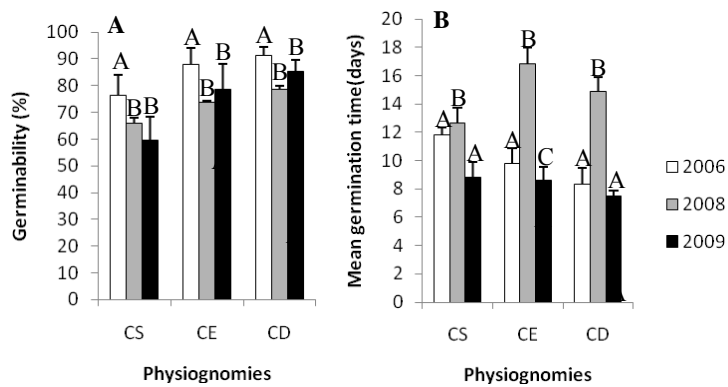 A
Germinability (%)
100
90
80
70
60
50
40
30
20
10
0
A B B
A B B
A B B
CS CE CD
Physiognomies
B
Mean germination time(days)
20
18
16
14
12
10
8
6
4
2
0
A B A
A B C
A B A
CS CE CD
Physiognomies
2006
2008
2009